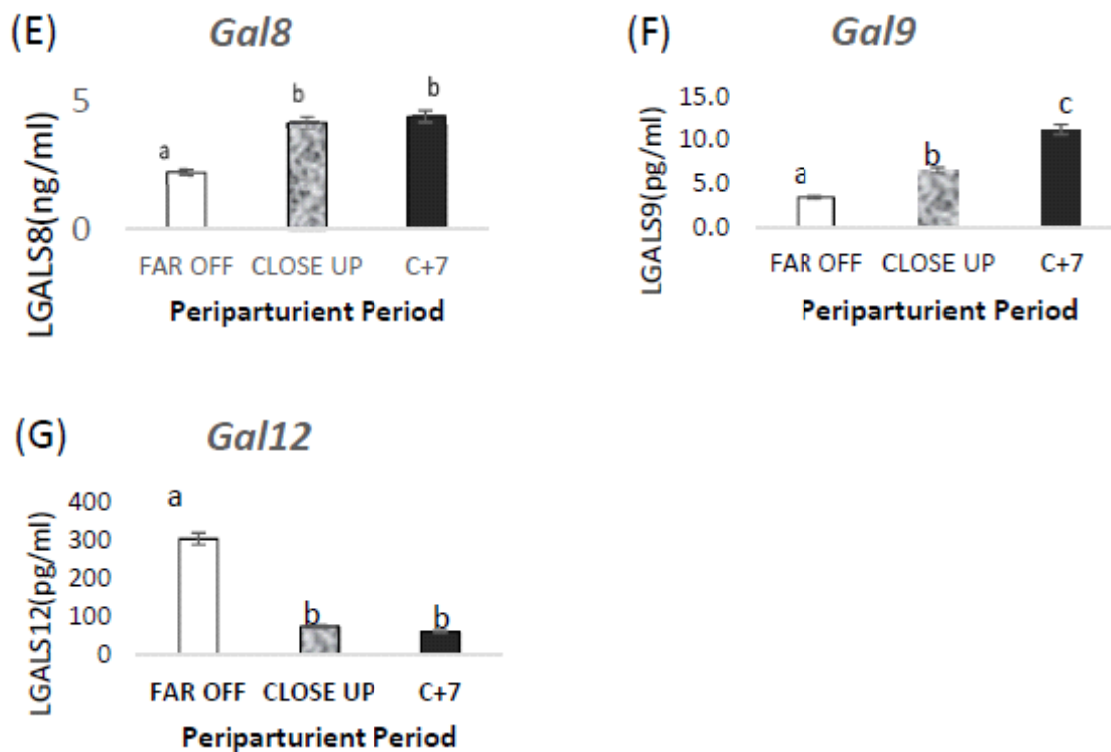 (E) Gal8
LGALS8(ng/ml)
5
0
a
b
b
FAR OFF CLOSE UP C+7
Periparturient Period
(F) Gal9
LGALS9(pg/ml)
15.0
10.0
5.0
0.0
a
b
c
FAR OFF CLOSE UP C+7
Periparturient Period
(G) Gal12
LGALS12(pg/ml)
400
300
200
100
0
a
b
b
FAR OFF CLOSE UP C+7
Periparturient Period